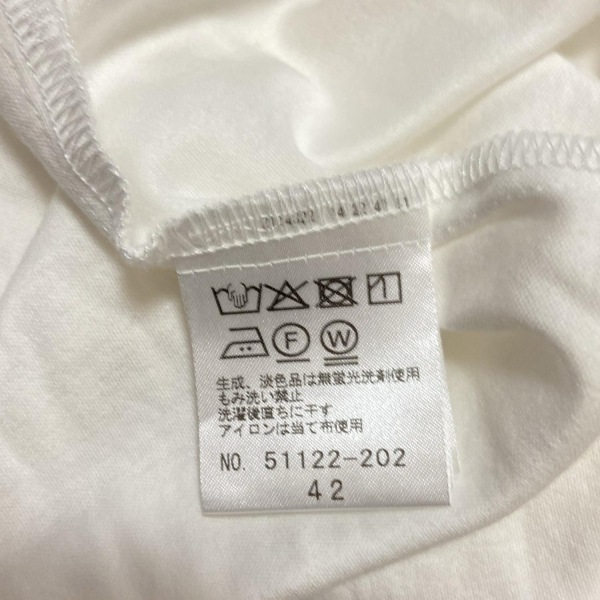 F W
生成、淡色品は無蛍光洗剤使用
もみ洗い禁止
洗濯後直ちに干す
アイロンは当て布使用
NO. 51122-202
42